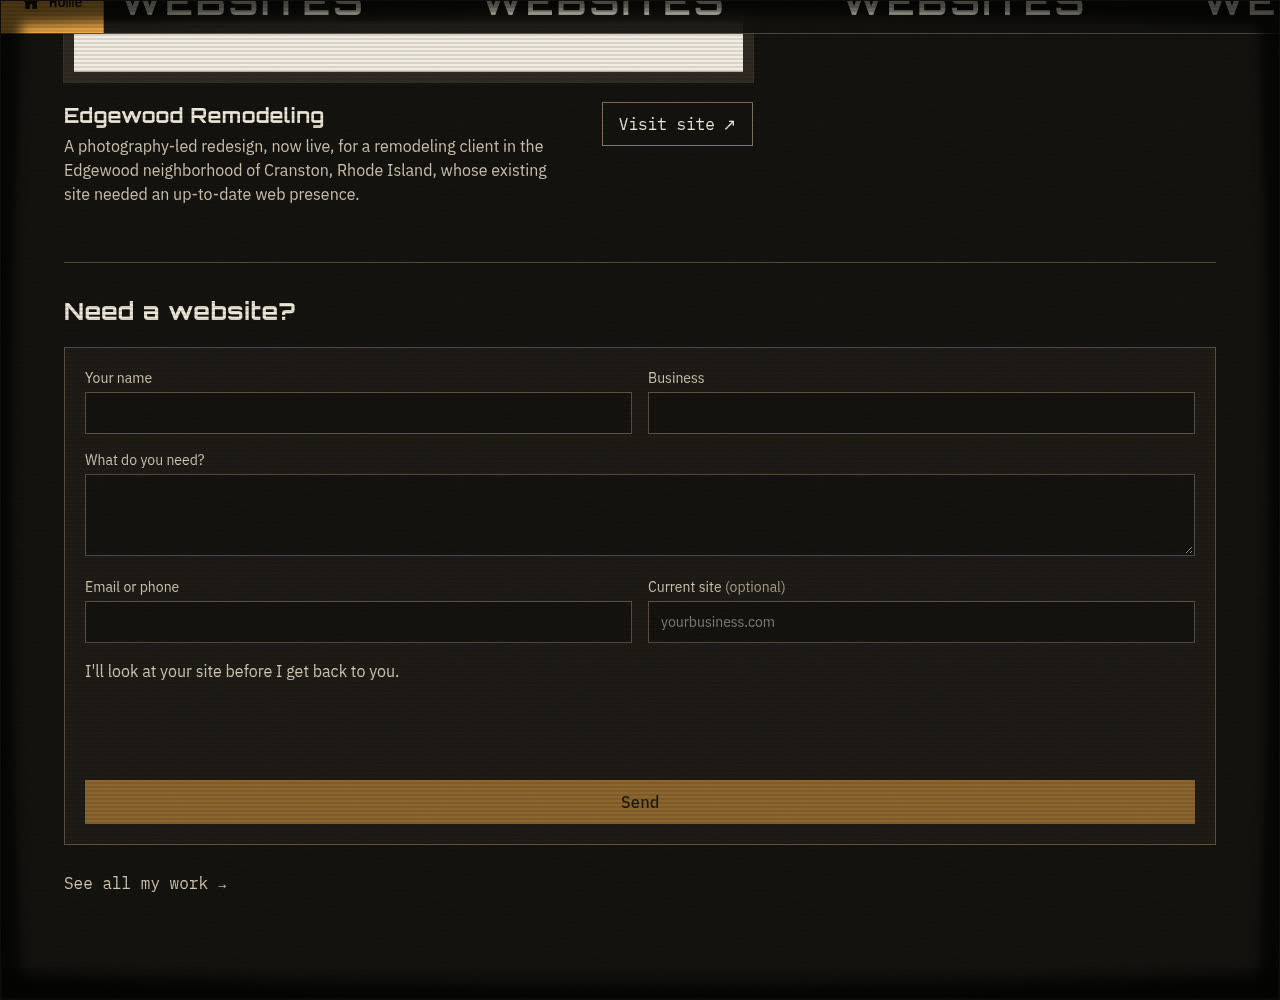 Home WEBSITES WEBSITES WEBSITES WE
Edgewood Remodeling
Visit site ↗
A photography-led redesign, now live, for a remodeling client in the
Edgewood neighborhood of Cranston, Rhode Island, whose existing
site needed an up-to-date web presence.
Need a website?
Your name
Business
What do you need?
Email or phone
Current site (optional)
yourbusiness.com
I'll look at your site before I get back to you.
Send
See all my work →